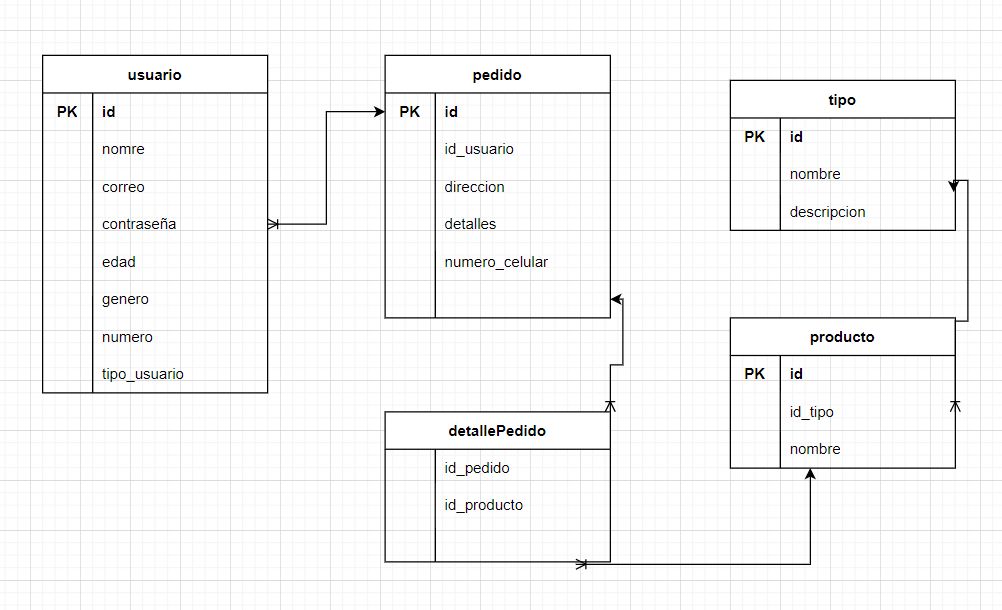 usuario
PK id
nomre
correo
contraseña
edad
genero
numero
tipo_usuario
pedido
PK id
id_usuario
direccion
detalles
numero_celular
tipo
PK id
nombre
descripcion
detallePedido
id_pedido
id_producto
producto
PK id
id_tipo
nombre